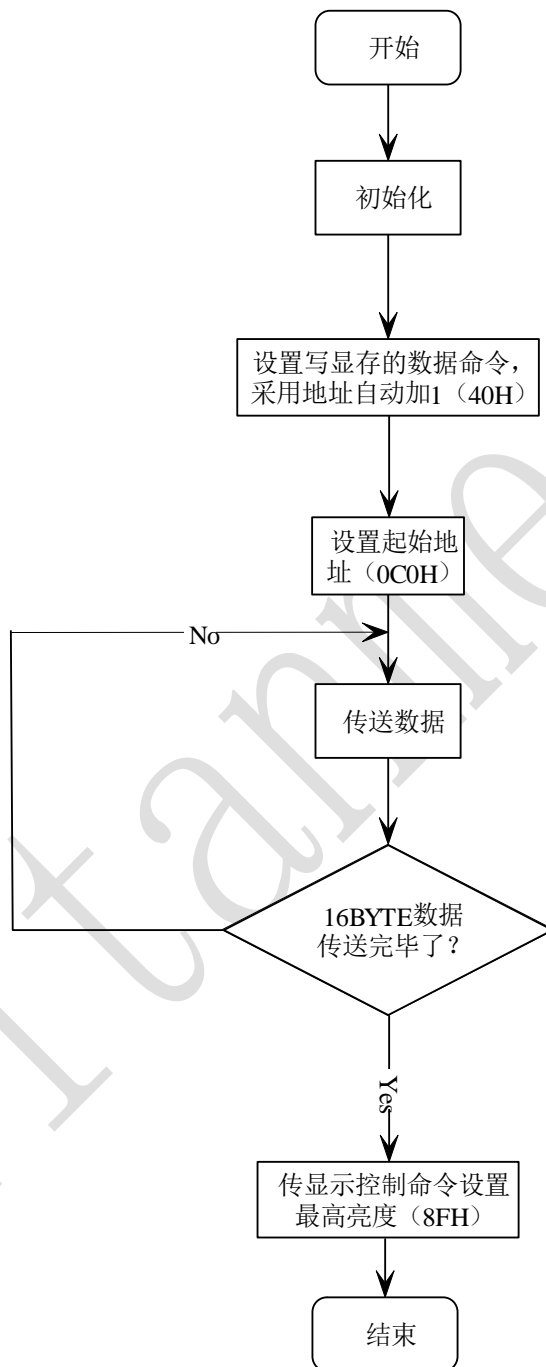 开始
初始化
设置写显存的数据命令,
采用地址自动加1（40H）
设置起始地
址（0C0H）
No
传送数据
16BYTE数据
传送完毕了？
Yes
传显示控制命令设置
最高亮度（8FH）
结束